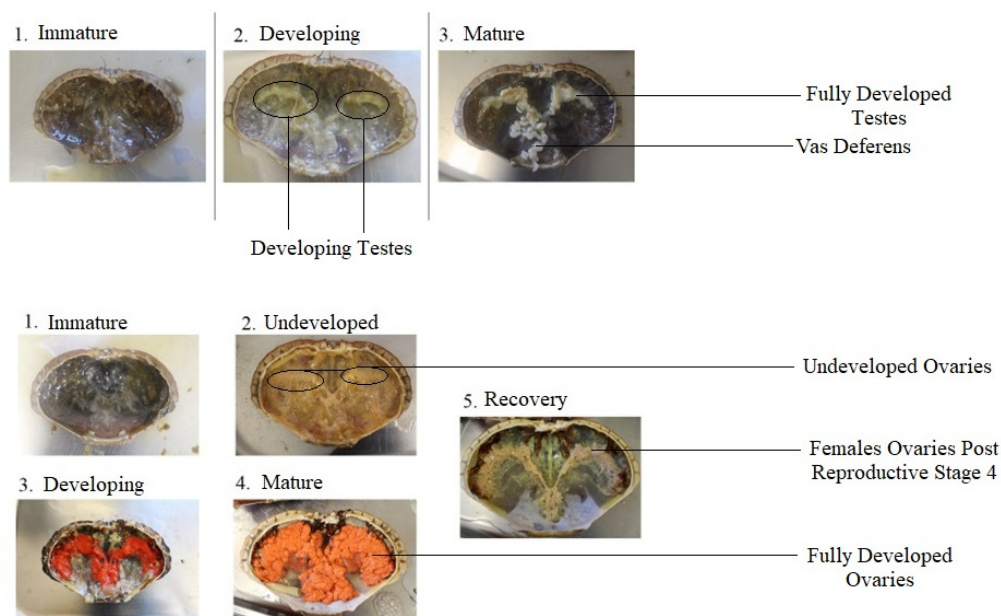 1. Immature
2. Developing
3. Mature
Fully Developed
Testes
Vas Deferens
Developing Testes
1. Immature
2. Undeveloped
Undeveloped Ovaries
5. Recovery
Females Ovaries Post
Reproductive Stage 4
3. Developing
4. Mature
Fully Developed
Ovaries